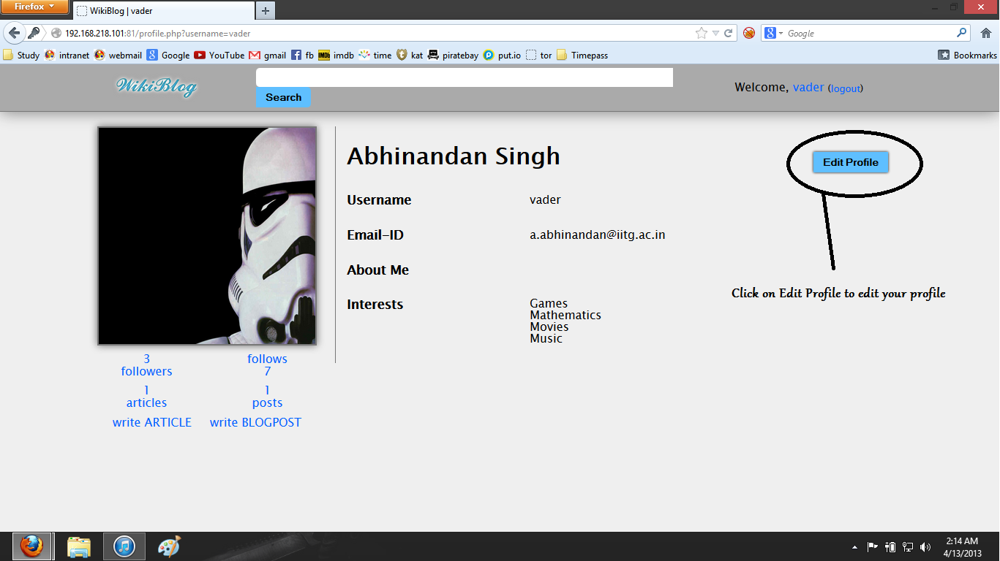 Firefox
WikiBlog | vader
192.168.218.101:81/profile.php?username=vader
Google
Study intranet webmail Google YouTube gmail fb imdb time kat piratebay put.io tor Timepass Bookmarks
WikiBlog
Search
Welcome, vader (logout)
Abhinandan Singh
Edit Profile
Username vader
Email-ID a.abhinandan@iitg.ac.in
About Me
Click on Edit Profile to edit your profile
Interests Games
Mathematics
Movies
Music
3 follows
followers 7
1 1
articles posts
write ARTICLE write BLOGPOST
2:14 AM
4/13/2013